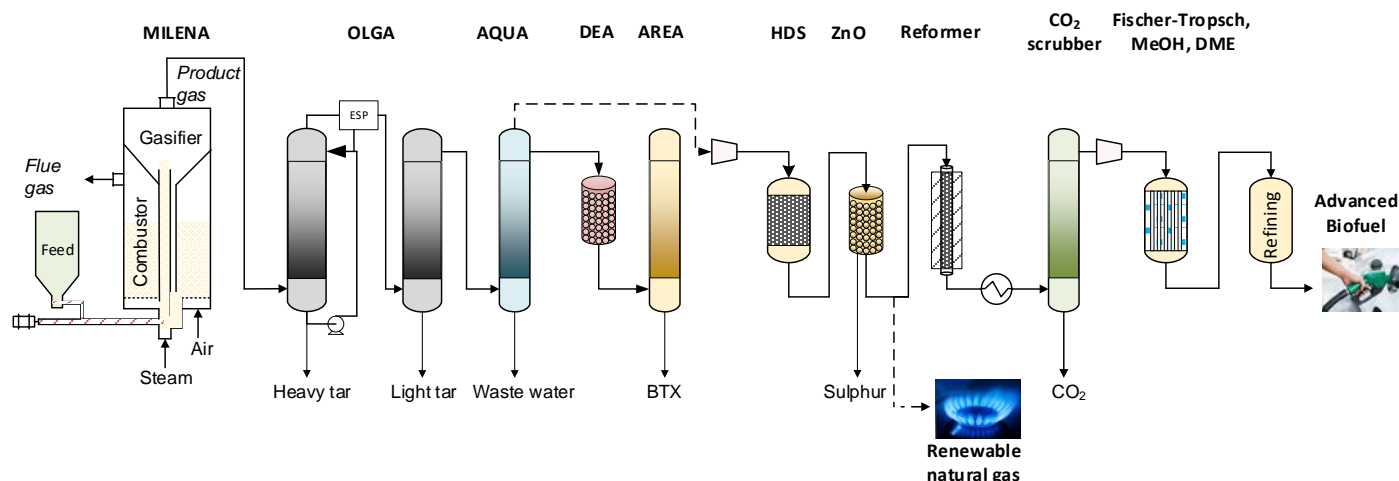 MILENA
OLGA
AQUA
DEA
AREA
HDS
ZnO
Reformer
CO₂
scrubber
Fischer-Tropsch,
MeOH, DME
Product
gas
ESP
Gasifier
Flue
gas
Combustor
Feed
Air
Steam
Heavy tar
Light tar
Waste water
BTX
Sulphur
CO₂
Refining
Advanced
Biofuel
Renewable
natural gas